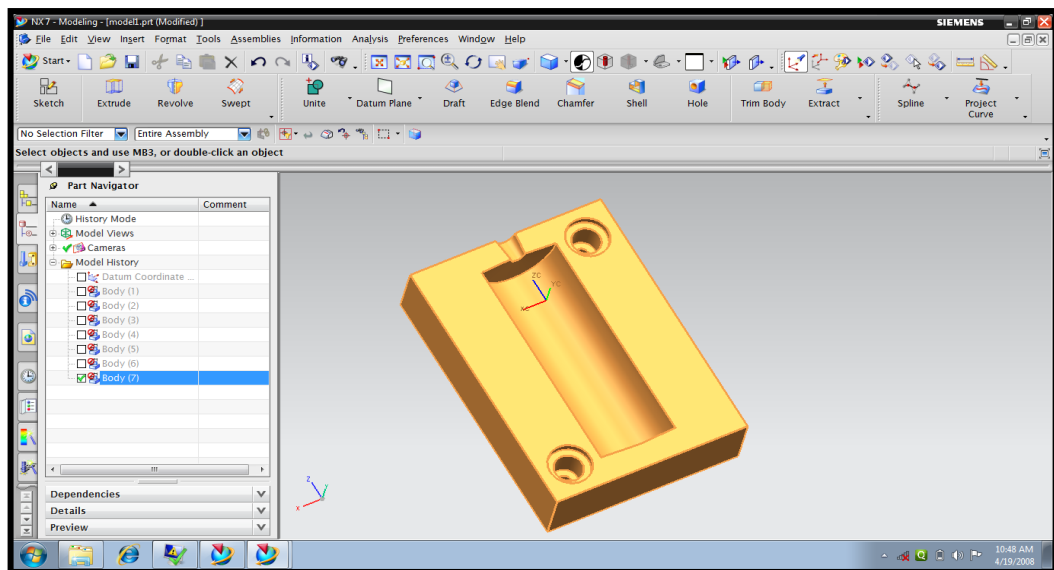 NX 7 - Modeling - [model1.prt (Modified) ]
SIEMENS
File Edit View Insert Format Tools Assemblies Information Analysis Preferences Window Help
Start
Sketch Extrude Revolve Swept Unite Datum Plane Draft Edge Blend Chamfer Shell Hole Trim Body Extract Spline Project Curve
No Selection Filter Entire Assembly
Select objects and use MB3, or double-click an object
Part Navigator
Name Comment
History Mode
Model Views
Cameras
Model History
Datum Coordinate ...
Body (1)
Body (2)
Body (3)
Body (4)
Body (5)
Body (6)
Body (7)
ZC
YC
XC
Z
Y
X
Dependencies
Details
Preview
10:48 AM
4/19/2008